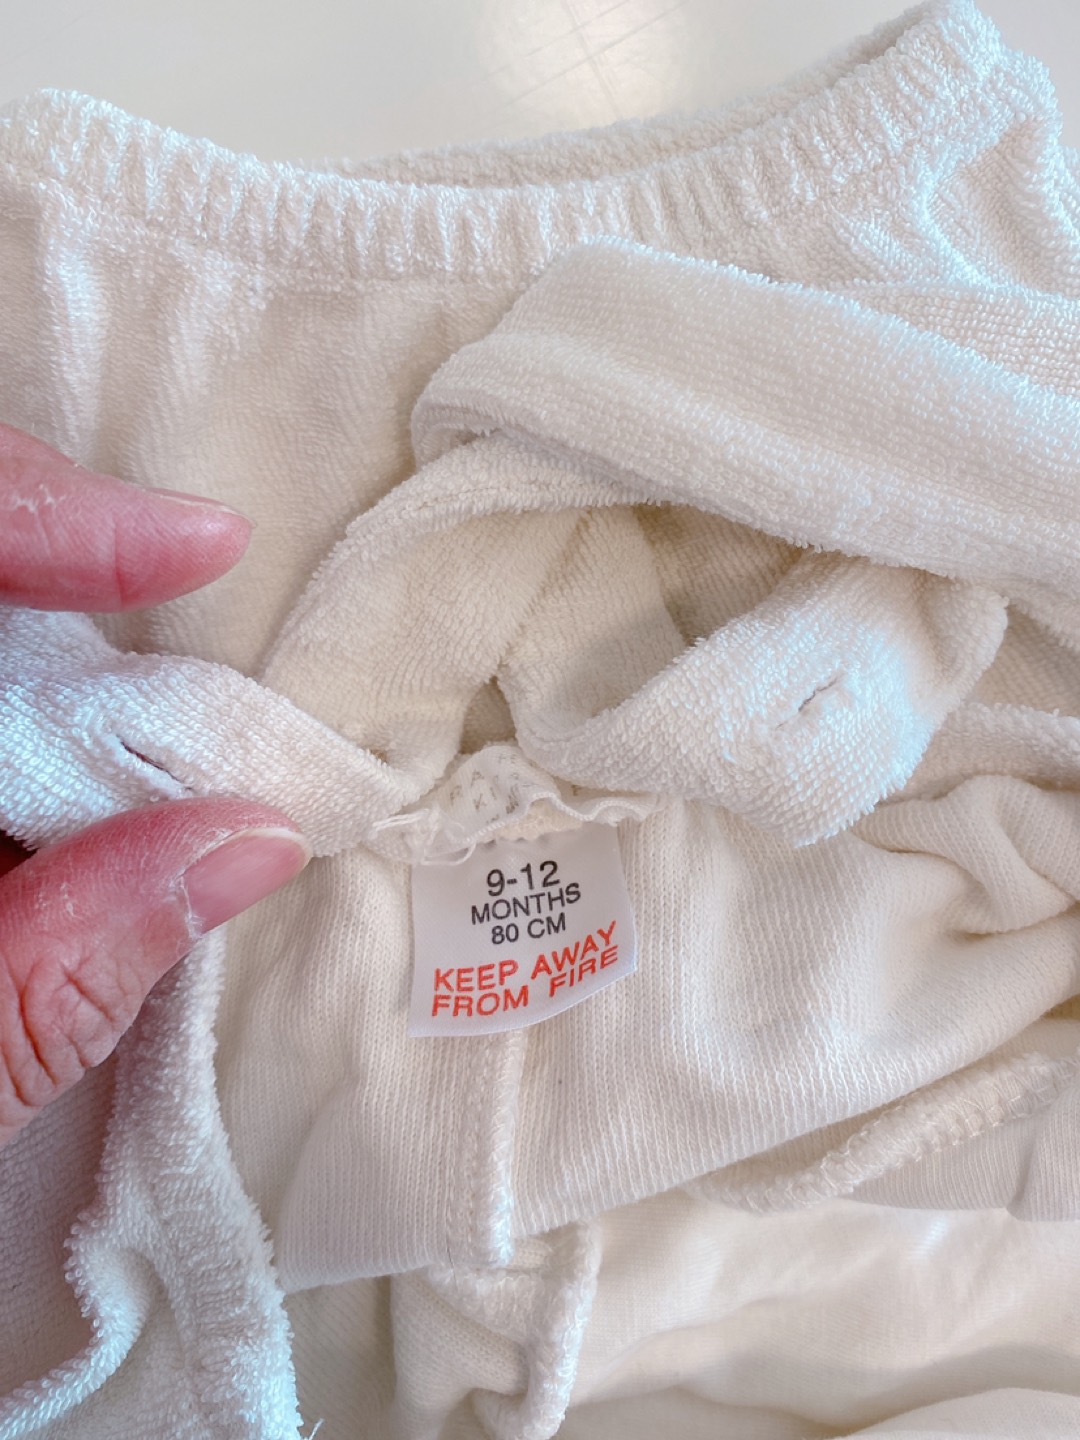 9-12
MONTHS
80 CM
KEEP AWAY
FROM FIRE